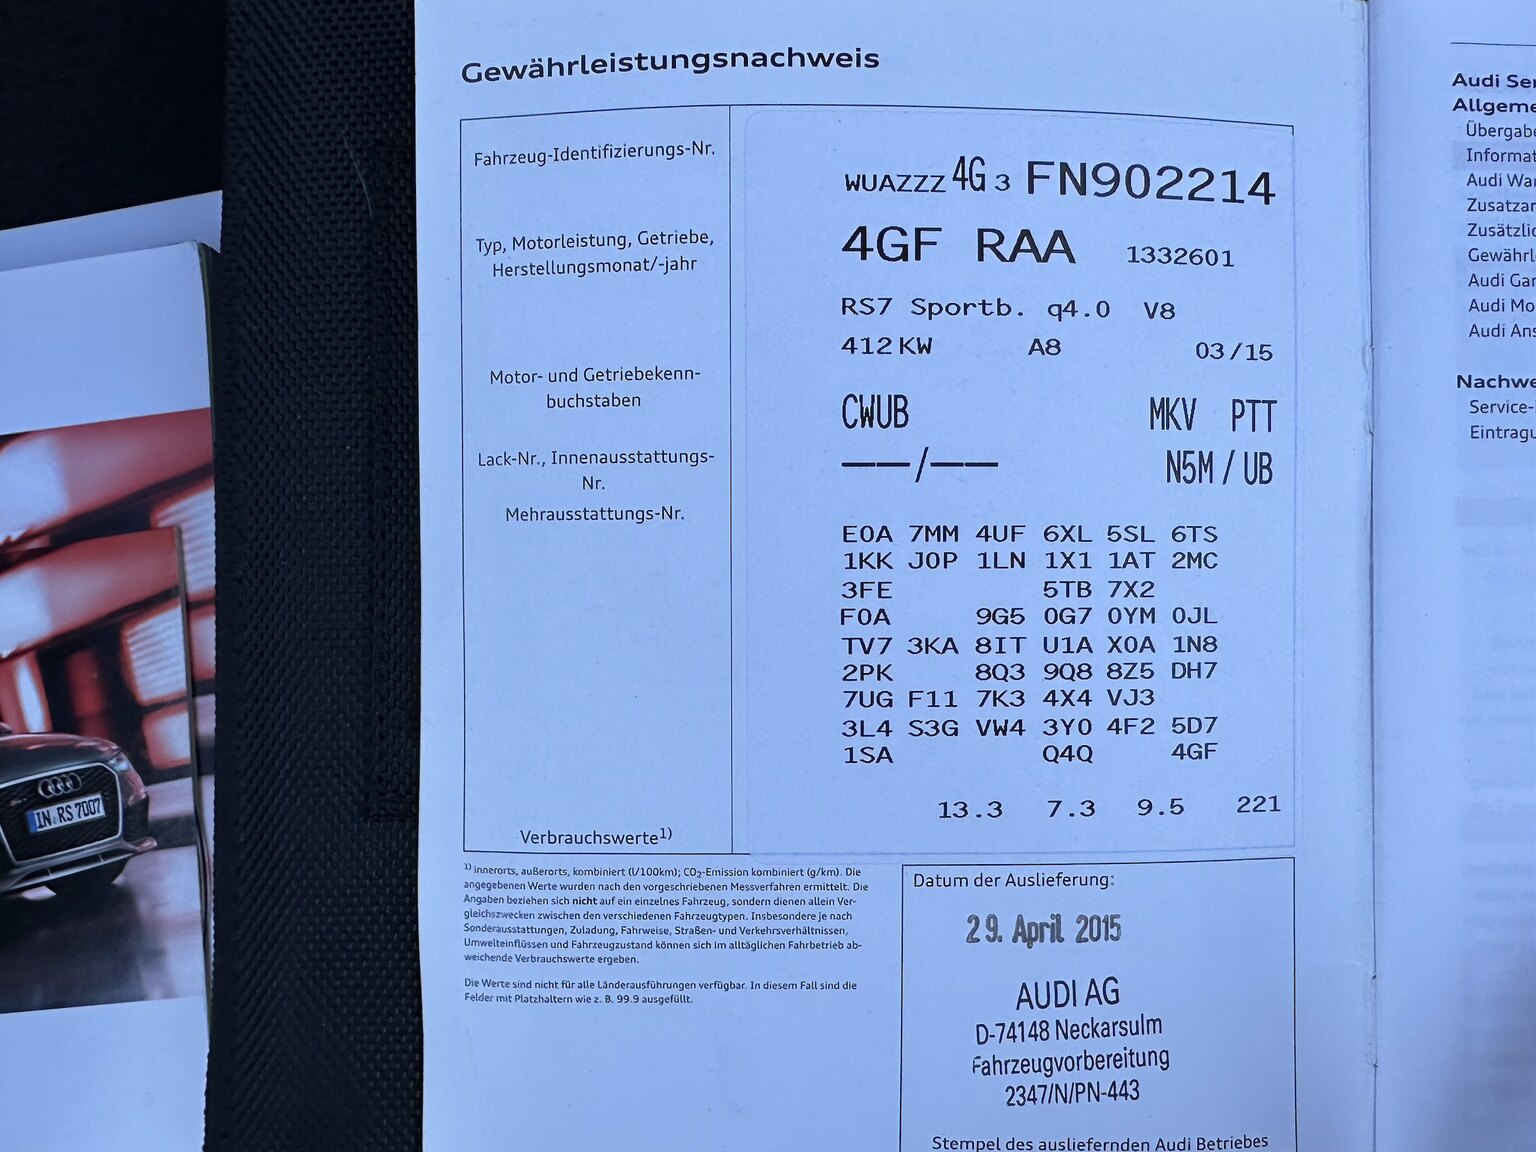 Gewährleistungsnachweis
Fahrzeug-Identifizierungs-Nr.
WUAZZZ 4G 3 FN902214
Typ, Motorleistung, Getriebe,
Herstellungsmonat/-jahr
4GF RAA 1332601
RS7 Sportb. q4.0 V8
412 KW A8 03/15
Motor- und Getriebekenn-
buchstaben
CWUB MKV PTT
Lack-Nr., Innenausstattungs-
Nr.
——/—— N5M / UB
Mehrausstattungs-Nr.
E0A 7MM 4UF 6XL 5SL 6TS
1KK J0P 1LN 1X1 1AT 2MC
3FE 5TB 7X2
F0A 9G5 0G7 0YM 0JL
TV7 3KA 8IT U1A X0A 1N8
2PK 8Q3 9Q8 8Z5 DH7
7UG F11 7K3 4X4 VJ3
3L4 S3G VW4 3Y0 4F2 5D7
1SA Q4Q 4GF
Verbrauchswerte¹⁾
13.3 7.3 9.5 221
¹⁾ Innerorts, außerorts, kombiniert (l/100km); CO₂-Emission kombiniert (g/km). Die
angegebenen Werte wurden nach den vorgeschriebenen Messverfahren ermittelt. Die
Angaben beziehen sich nicht auf ein einzelnes Fahrzeug, sondern dienen allein Ver-
gleichszwecken zwischen den verschiedenen Fahrzeugtypen. Insbesondere je nach
Sonderausstattungen, Zuladung, Fahrweise, Straßen- und Verkehrsverhältnissen,
Umwelteinflüssen und Fahrzeugzustand können sich im alltäglichen Fahrbetrieb ab-
weichende Verbrauchswerte ergeben.
Die Werte sind nicht für alle Länderausführungen verfügbar. In diesem Fall sind die
Felder mit Platzhaltern wie z. B. 99.9 ausgefüllt.
Datum der Auslieferung:
29. April 2015
AUDI AG
D-74148 Neckarsulm
Fahrzeugvorbereitung
2347/N/PN-443
Stempel des ausliefernden Audi Betriebes
IN RS 7007
Audi Ser
Allgeme
Übergabe
Informat
Audi Wa
Zusatzar
Zusätzlic
Gewährl
Audi Gar
Audi Mo
Audi Ans
Nachwe
Service-
Eintragu